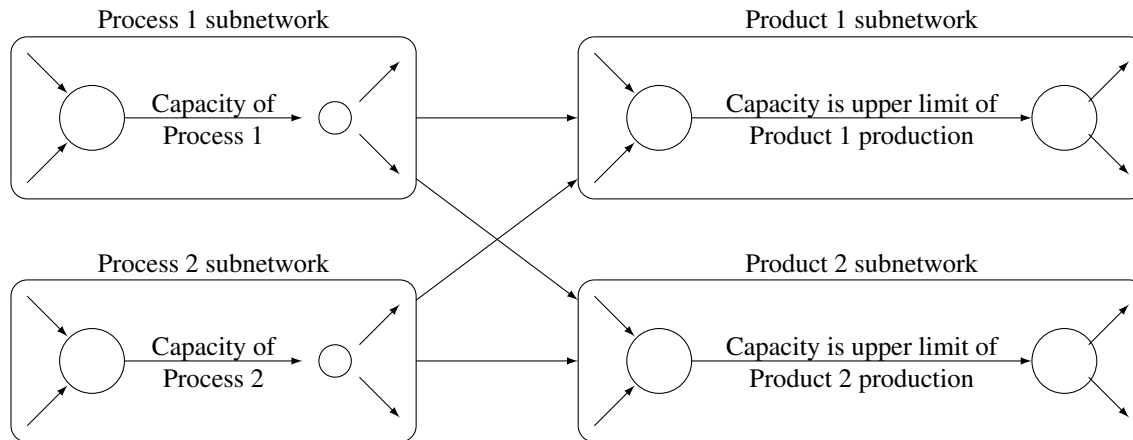 Process 1 subnetwork
Product 1 subnetwork
Capacity of
Process 1
Capacity is upper limit of
Product 1 production
Process 2 subnetwork
Product 2 subnetwork
Capacity of
Process 2
Capacity is upper limit of
Product 2 production